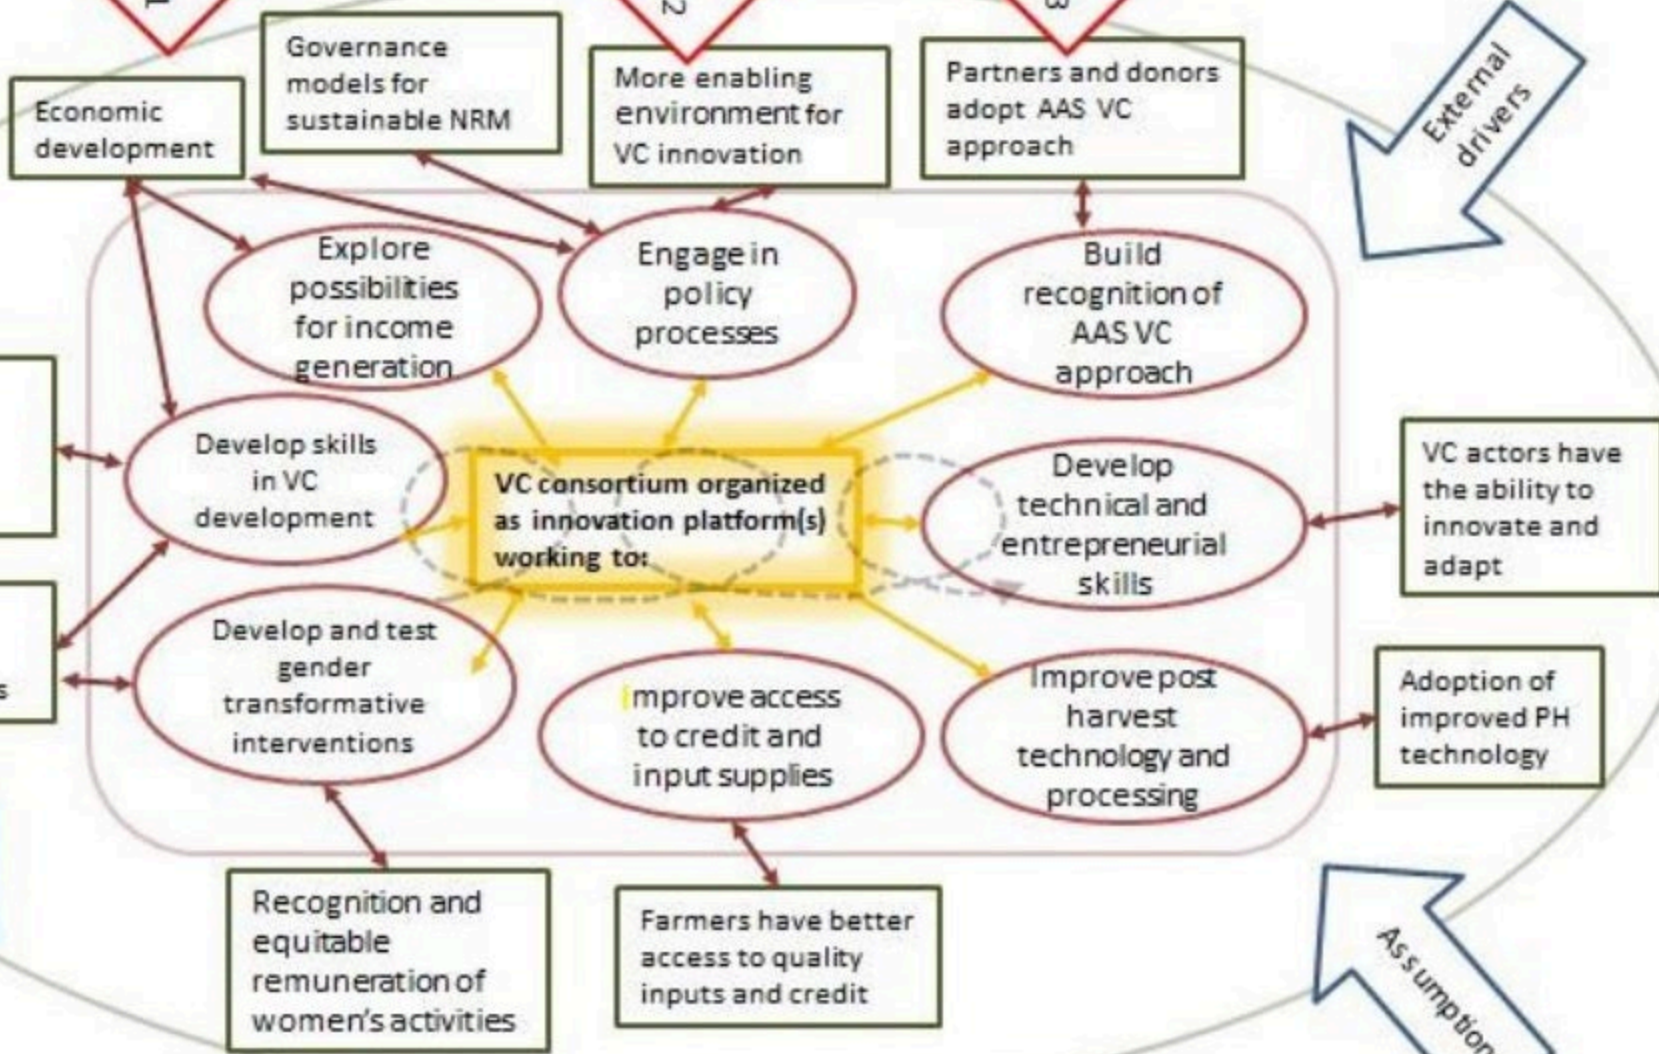 1
2
3
Economic
development
Governance
models for
sustainable NRM
More enabling
environment for
VC innovation
Partners and donors
adopt AAS VC
approach
External
drivers
Explore
possibilities
for income
generation
Engage in
policy
processes
Build
recognition of
AAS VC
approach
Develop skills
in VC
development
VC consortium organized
as innovation platform(s)
working to:
Develop
technical and
entrepreneurial
skills
VC actors have
the ability to
innovate and
adapt
Develop and test
gender
transformative
interventions
s
Improve access
to credit and
input supplies
Improve post
harvest
technology and
processing
Adoption of
improved PH
technology
Recognition and
equitable
remuneration of
women's activities
Farmers have better
access to quality
inputs and credit
Assumption